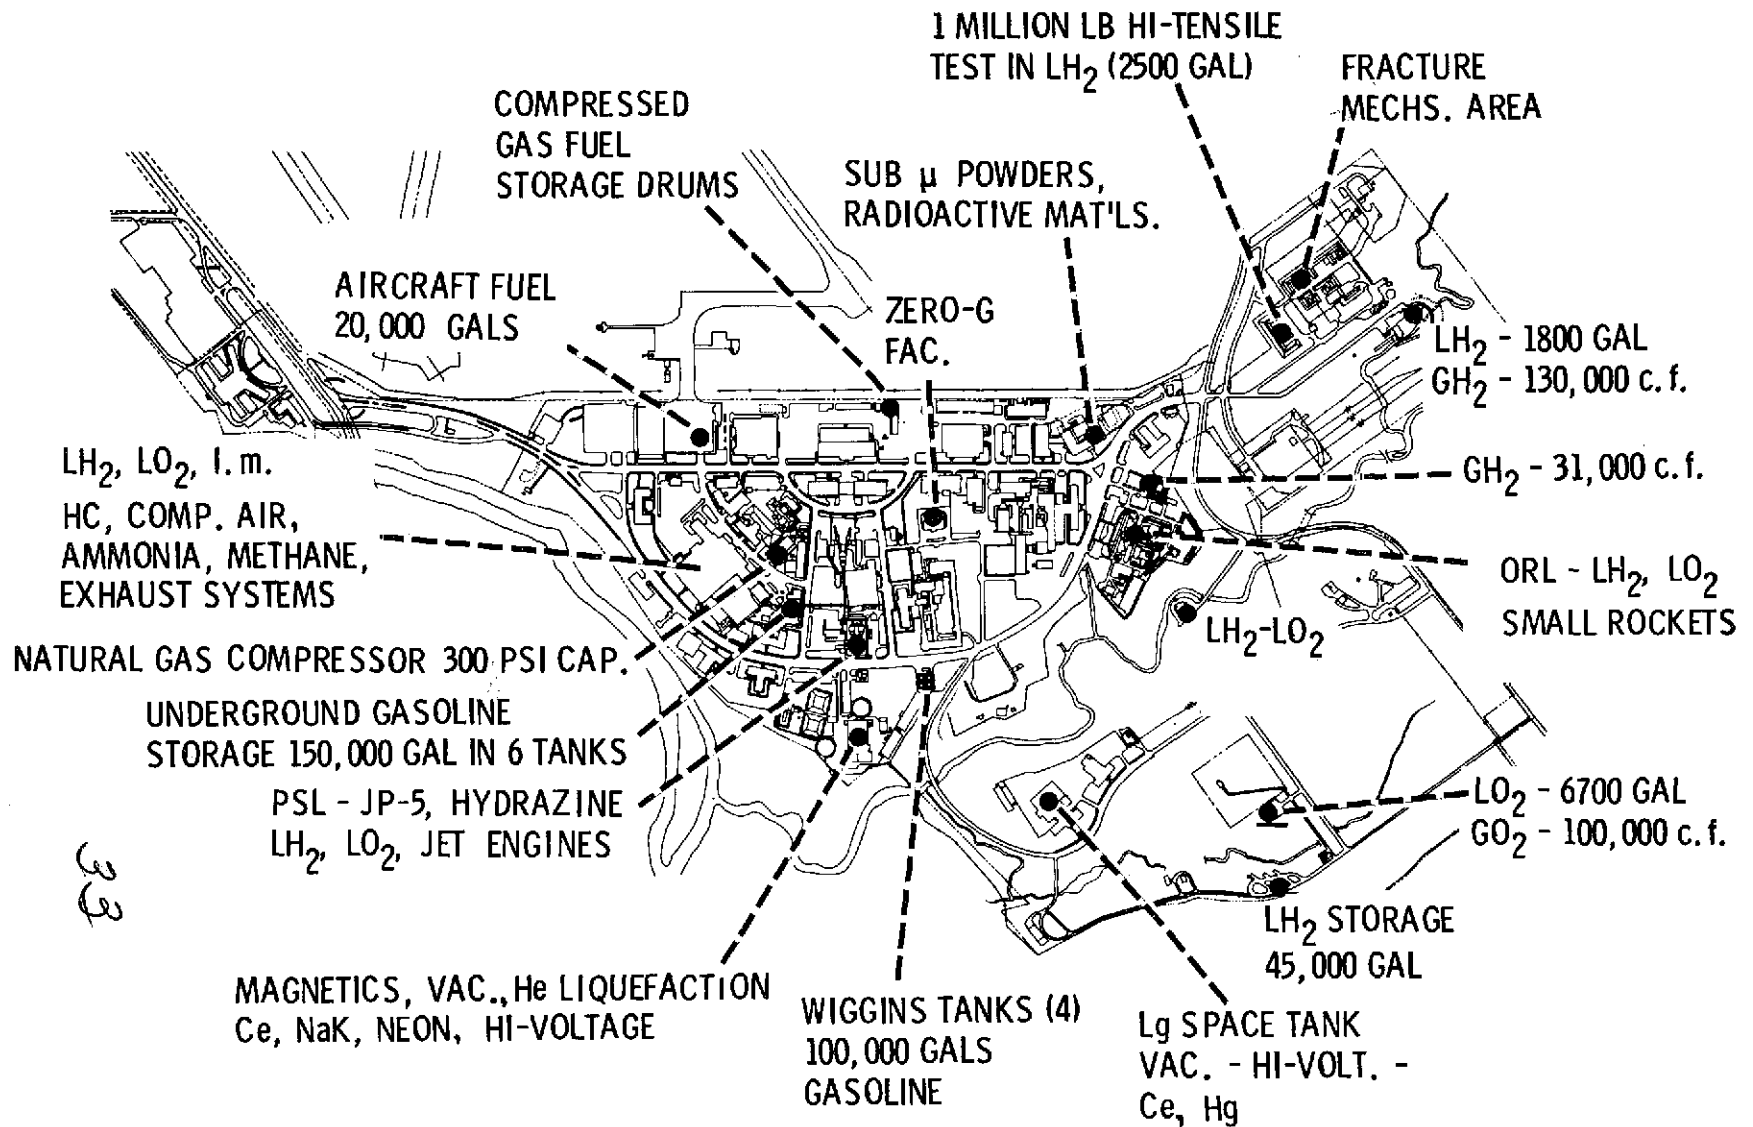 1 MILLION LB HI-TENSILE
TEST IN LH2 (2500 GAL)
FRACTURE
MECHS. AREA
COMPRESSED
GAS FUEL
STORAGE DRUMS
SUB μ POWDERS,
RADIOACTIVE MAT'LS.
AIRCRAFT FUEL
20,000 GALS
ZERO-G
FAC.
LH2 - 1800 GAL
GH2 - 130,000 c.f.
LH2, LO2, l.m.
HC, COMP. AIR,
AMMONIA, METHANE,
EXHAUST SYSTEMS
GH2 - 31,000 c.f.
ORL - LH2, LO2
SMALL ROCKETS
LH2-LO2
NATURAL GAS COMPRESSOR 300 PSI CAP.
UNDERGROUND GASOLINE
STORAGE 150,000 GAL IN 6 TANKS
PSL - JP-5, HYDRAZINE
LH2, LO2, JET ENGINES
LO2 - 6700 GAL
GO2 - 100,000 c.f.
33
LH2 STORAGE
45,000 GAL
MAGNETICS, VAC., He LIQUEFACTION
Ce, NaK, NEON, HI-VOLTAGE
WIGGINS TANKS (4)
100,000 GALS
GASOLINE
Lg SPACE TANK
VAC. - HI-VOLT. -
Ce, Hg